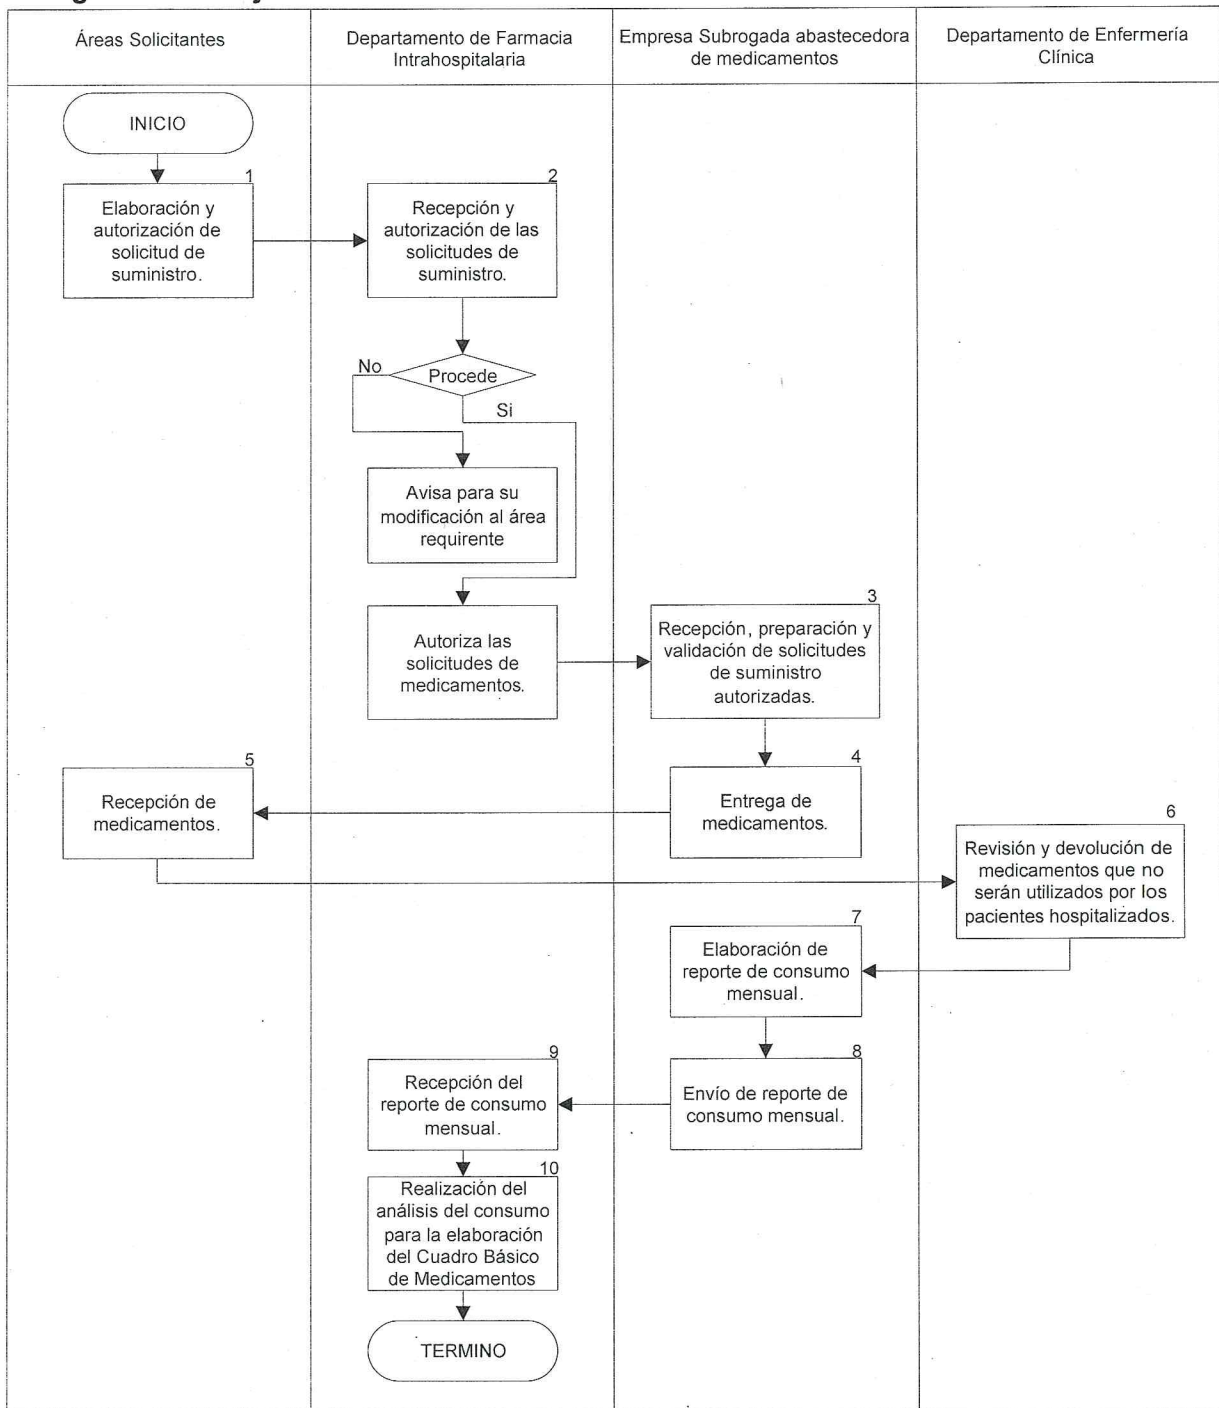 Áreas Solicitantes
Departamento de Farmacia
Intrahospitalaria
Empresa Subrogada abastecedora
de medicamentos
Departamento de Enfermería
Clínica
INICIO
1
Elaboración y
autorización de
solicitud de
suministro.
2
Recepción y
autorización de las
solicitudes de
suministro.
Procede
No
Si
Avisa para su
modificación al área
requirente
Autoriza las
solicitudes de
medicamentos.
3
Recepción, preparación y
validación de solicitudes
de suministro
autorizadas.
4
Entrega de
medicamentos.
5
Recepción de
medicamentos.
6
Revisión y devolución de
medicamentos que no
serán utilizados por los
pacientes hospitalizados.
7
Elaboración de
reporte de consumo
mensual.
8
Envío de reporte de
consumo mensual.
9
Recepción del
reporte de consumo
mensual.
10
Realización del
análisis del consumo
para la elaboración
del Cuadro Básico
de Medicamentos
TERMINO